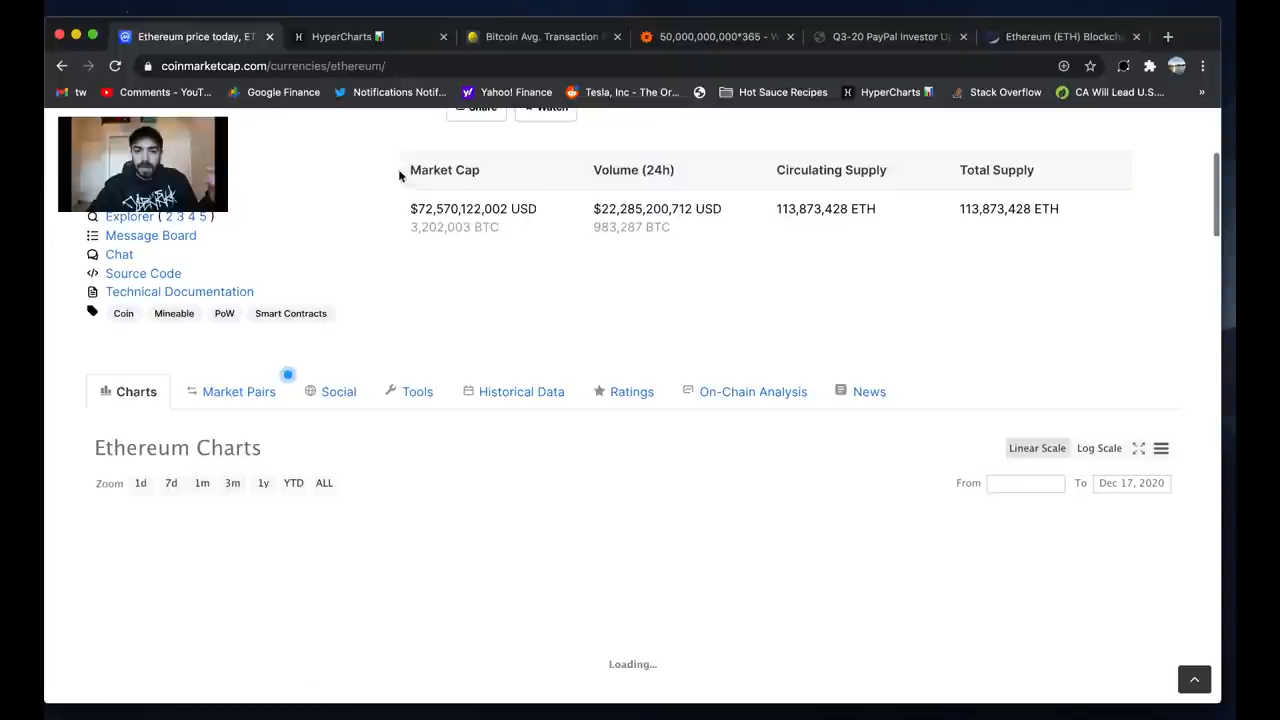 Ethereum price today, ET
HyperCharts
Bitcoin Avg. Transaction
50,000,000,000*365 - W
Q3-20 PayPal Investor U
Ethereum (ETH) Blockch
coinmarketcap.com/currencies/ethereum/
tw
Comments - YouT...
Google Finance
Notifications Notif...
Yahoo! Finance
Tesla, Inc - The Or...
Hot Sauce Recipes
HyperCharts
Stack Overflow
CA Will Lead U.S....
»
Share
Watch
Market Cap
Volume (24h)
Circulating Supply
Total Supply
$72,570,122,002 USD
$22,285,200,712 USD
113,873,428 ETH
113,873,428 ETH
3,202,003 BTC
983,287 BTC
Explorer ( 2 3 4 5 )
Message Board
Chat
Source Code
Technical Documentation
Coin
Mineable
PoW
Smart Contracts
Charts
Market Pairs
Social
Tools
Historical Data
Ratings
On-Chain Analysis
News
Ethereum Charts
Linear Scale
Log Scale
Zoom
1d
7d
1m
3m
1y
YTD
ALL
From
To
Dec 17, 2020
Loading...